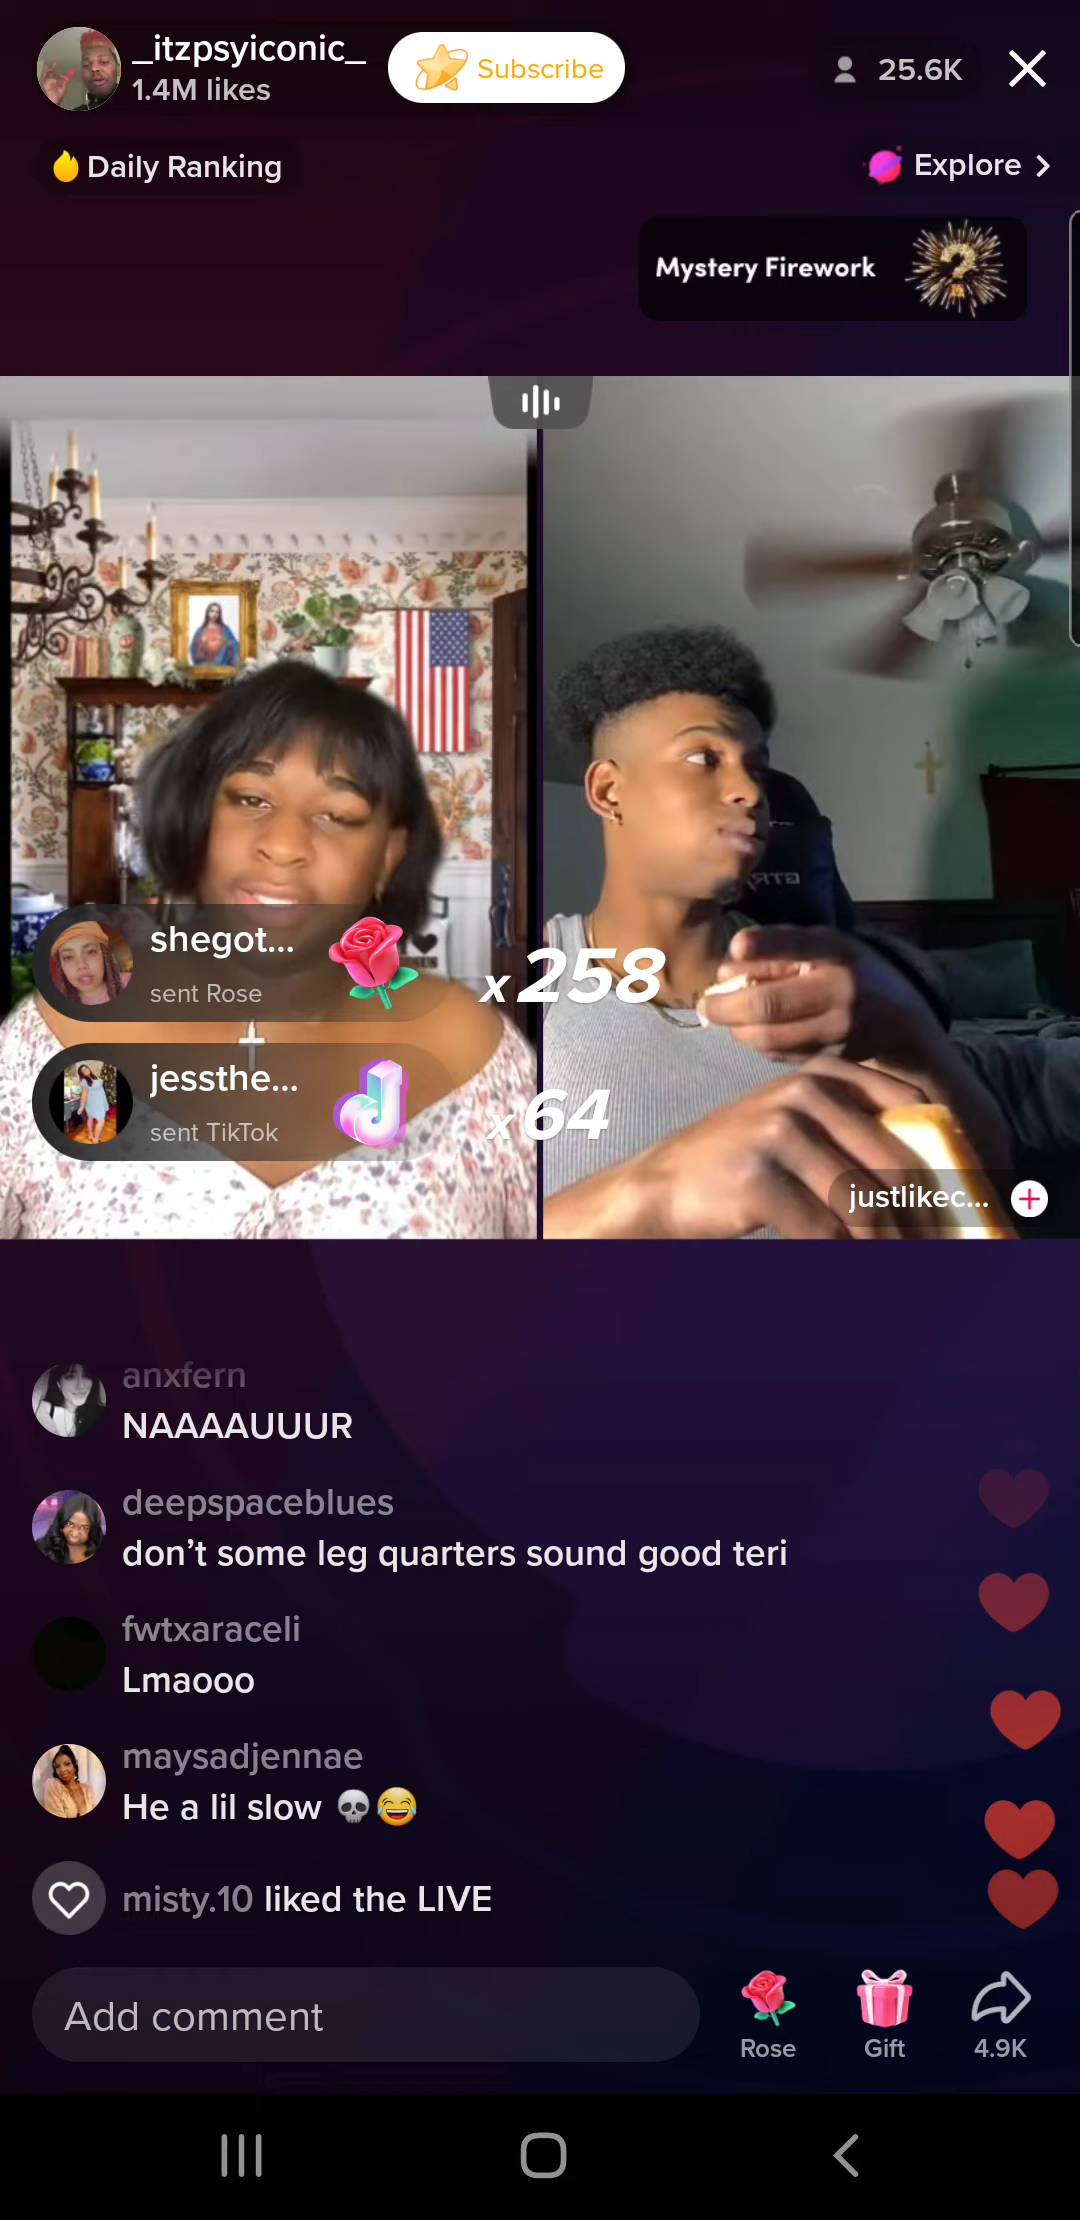 _itzpsyiconic_
1.4M likes
Subscribe
25.6K
Daily Ranking
Explore
Mystery Firework
GTR
shegot...
sent Rose
x258
jessthe...
sent TikTok
x64
justlikec...
anxfern
NAAAAUUUR
deepspaceblues
don’t some leg quarters sound good teri
fwtxaraceli
Lmaooo
maysadjennae
He a lil slow 💀😂
misty.10 liked the LIVE
Add comment
Rose
Gift
4.9K